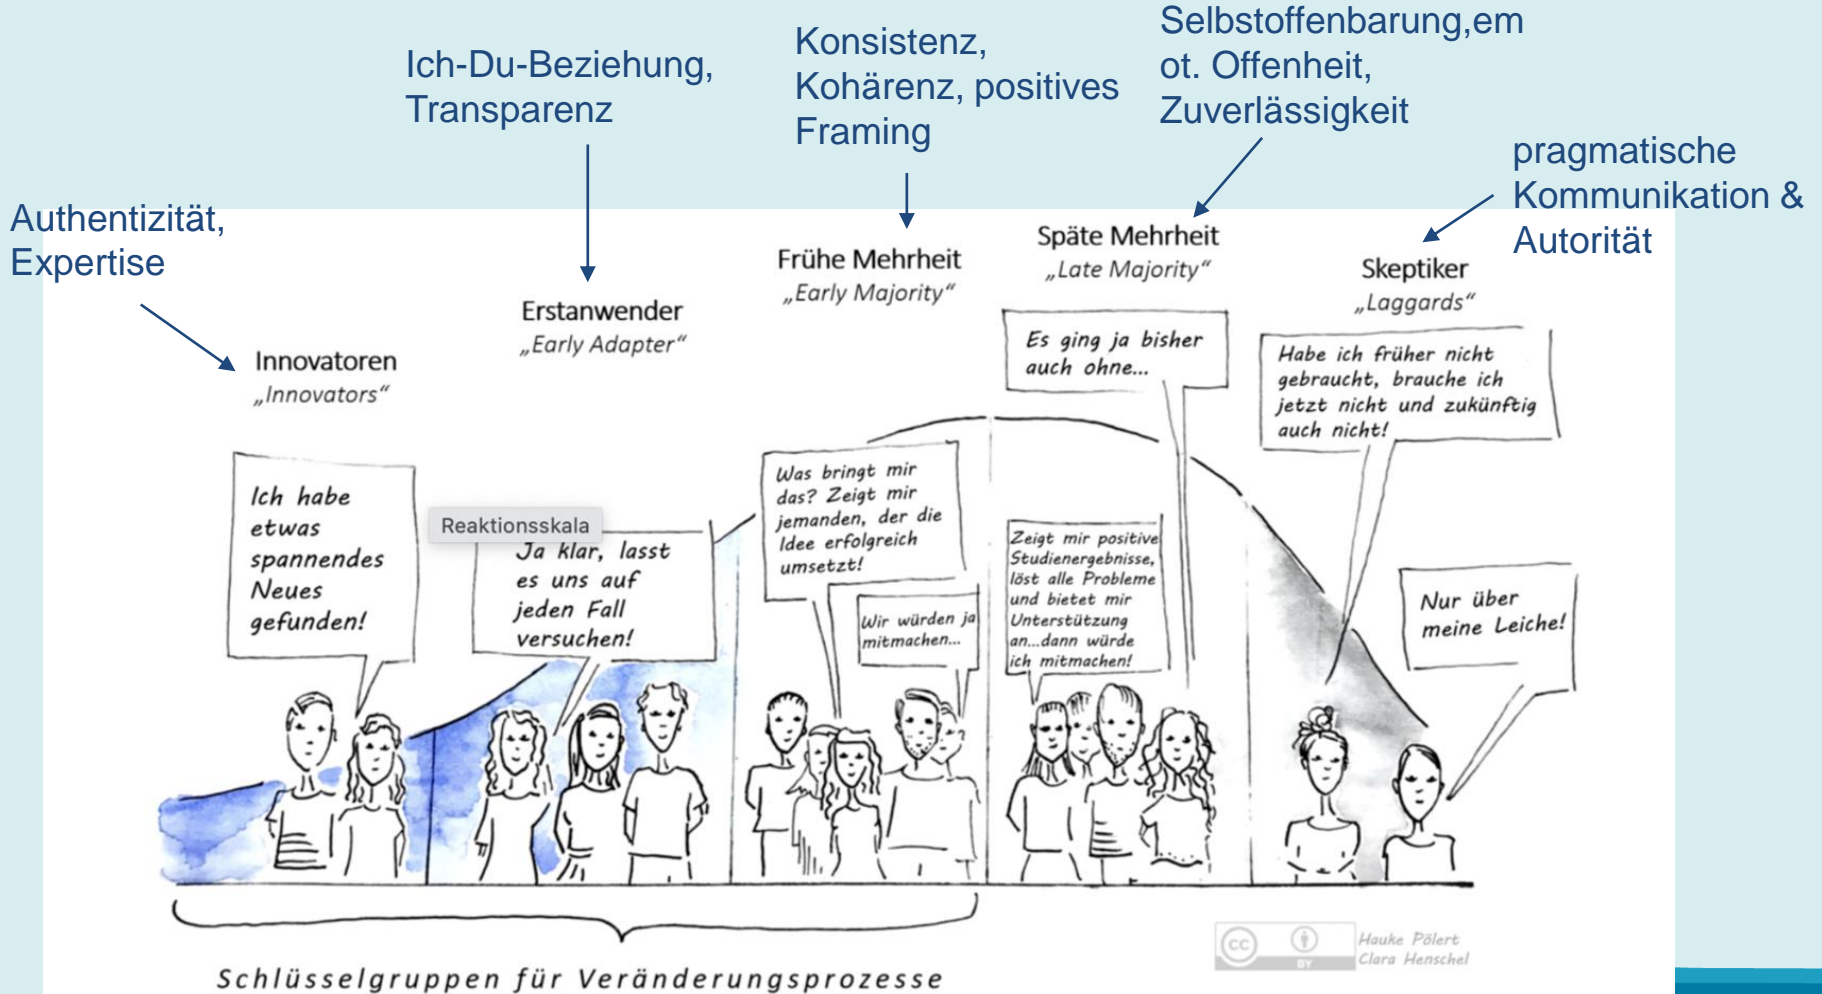 Authentizität,
Expertise
Ich-Du-Beziehung,
Transparenz
Konsistenz,
Kohärenz, positives
Framing
Selbstoffenbarung,em
ot. Offenheit,
Zuverlässigkeit
pragmatische
Kommunikation &
Autorität
Innovatoren
„Innovators“
Erstanwender
„Early Adapter“
Frühe Mehrheit
„Early Majority“
Späte Mehrheit
„Late Majority“
Skeptiker
„Laggards“
Ich habe
etwas
spannendes
Neues
gefunden!
Reaktionsskala
Ja klar, lasst
es uns auf
jeden Fall
versuchen!
Was bringt mir
das? Zeigt mir
jemanden, der die
Idee erfolgreich
umsetzt!
Wir würden ja
mitmachen...
Es ging ja bisher
auch ohne...
Zeigt mir positive
Studienergebnisse,
löst alle Probleme
und bietet mir
Unterstützung
an...dann würde
ich mitmachen!
Habe ich früher nicht
gebraucht, brauche ich
jetzt nicht und zukünftig
auch nicht!
Nur über
meine Leiche!
Schlüsselgruppen für Veränderungsprozesse
CC
BY
Hauke Pölert
Clara Henschel